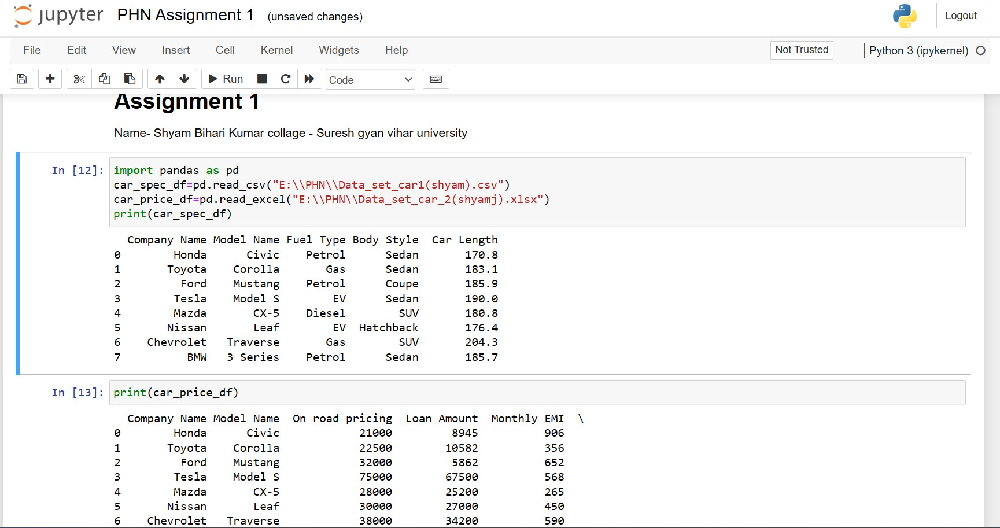 jupyter PHN Assignment 1 (unsaved changes) Logout
File Edit View Insert Cell Kernel Widgets Help Not Trusted Python 3 (ipykernel)
Run Code
Assignment 1
Name- Shyam Bihari Kumar collage - Suresh gyan vihar university
In [12]: import pandas as pd
car_spec_df=pd.read_csv("E:\\PHN\\Data_set_car1(shyam).csv")
car_price_df=pd.read_excel("E:\\PHN\\Data_set_car_2(shyamj).xlsx")
print(car_spec_df)
Company Name Model Name Fuel Type Body Style Car Length
0 Honda Civic Petrol Sedan 170.8
1 Toyota Corolla Gas Sedan 183.1
2 Ford Mustang Petrol Coupe 185.9
3 Tesla Model S EV Sedan 190.0
4 Mazda CX-5 Diesel SUV 180.8
5 Nissan Leaf EV Hatchback 176.4
6 Chevrolet Traverse Gas SUV 204.3
7 BMW 3 Series Petrol Sedan 185.7
In [13]: print(car_price_df)
Company Name Model Name On road pricing Loan Amount Monthly EMI \
0 Honda Civic 21000 8945 906
1 Toyota Corolla 22500 10582 356
2 Ford Mustang 32000 5862 652
3 Tesla Model S 75000 67500 568
4 Mazda CX-5 28000 25200 265
5 Nissan Leaf 30000 27000 450
6 Chevrolet Traverse 38000 34200 590